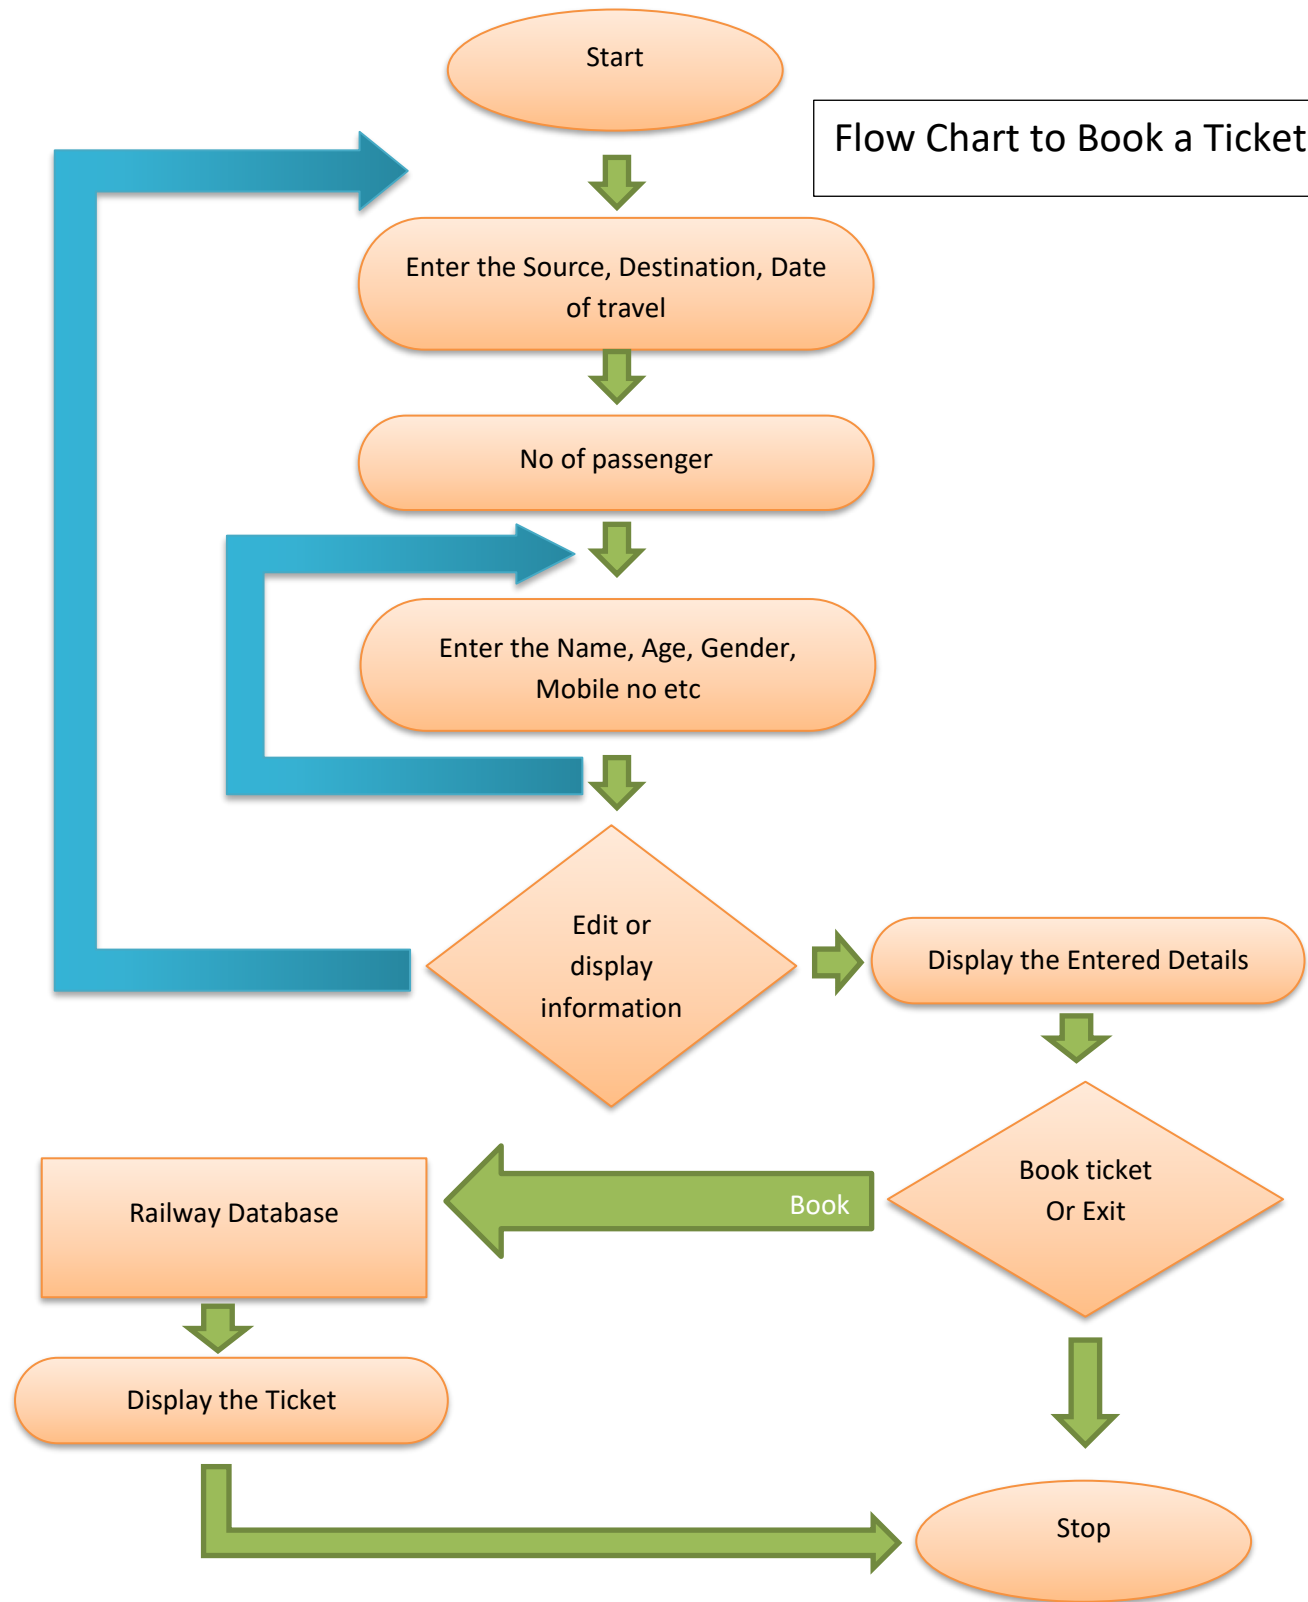 Start
Flow Chart to Book a Ticket
Enter the Source, Destination, Date
of travel
No of passenger
Enter the Name, Age, Gender,
Mobile no etc
Edit or
display
information
Display the Entered Details
Book ticket
Or Exit
Book
Railway Database
Display the Ticket
Stop